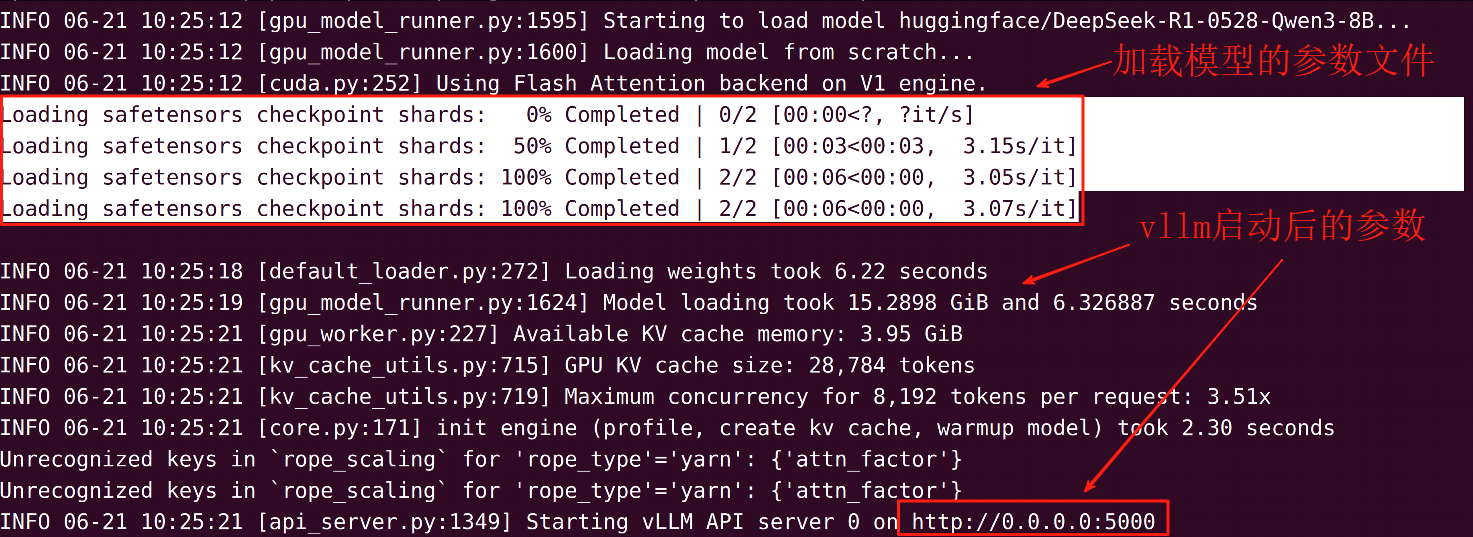 INFO 06-21 10:25:12 [gpu_model_runner.py:1595] Starting to load model huggingface/DeepSeek-R1-0528-Qwen3-8B...
INFO 06-21 10:25:12 [gpu_model_runner.py:1600] Loading model from scratch...
加载模型的参数文件
INFO 06-21 10:25:12 [cuda.py:252] Using Flash Attention backend on V1 engine.
Loading safetensors checkpoint shards:   0% Completed | 0/2 [00:00<?, ?it/s]
Loading safetensors checkpoint shards:  50% Completed | 1/2 [00:03<00:03,  3.15s/it]
Loading safetensors checkpoint shards: 100% Completed | 2/2 [00:06<00:00,  3.05s/it]
Loading safetensors checkpoint shards: 100% Completed | 2/2 [00:06<00:00,  3.07s/it]
vllm启动后的参数
INFO 06-21 10:25:18 [default_loader.py:272] Loading weights took 6.22 seconds
INFO 06-21 10:25:19 [gpu_model_runner.py:1624] Model loading took 15.2898 GiB and 6.326887 seconds
INFO 06-21 10:25:21 [gpu_worker.py:227] Available KV cache memory: 3.95 GiB
INFO 06-21 10:25:21 [kv_cache_utils.py:715] GPU KV cache size: 28,784 tokens
INFO 06-21 10:25:21 [kv_cache_utils.py:719] Maximum concurrency for 8,192 tokens per request: 3.51x
INFO 06-21 10:25:21 [core.py:171] init engine (profile, create kv cache, warmup model) took 2.30 seconds
Unrecognized keys in `rope_scaling` for 'rope_type'='yarn': {'attn_factor'}
Unrecognized keys in `rope_scaling` for 'rope_type'='yarn': {'attn_factor'}
INFO 06-21 10:25:21 [api_server.py:1349] Starting vLLM API server 0 on http://0.0.0.0:5000